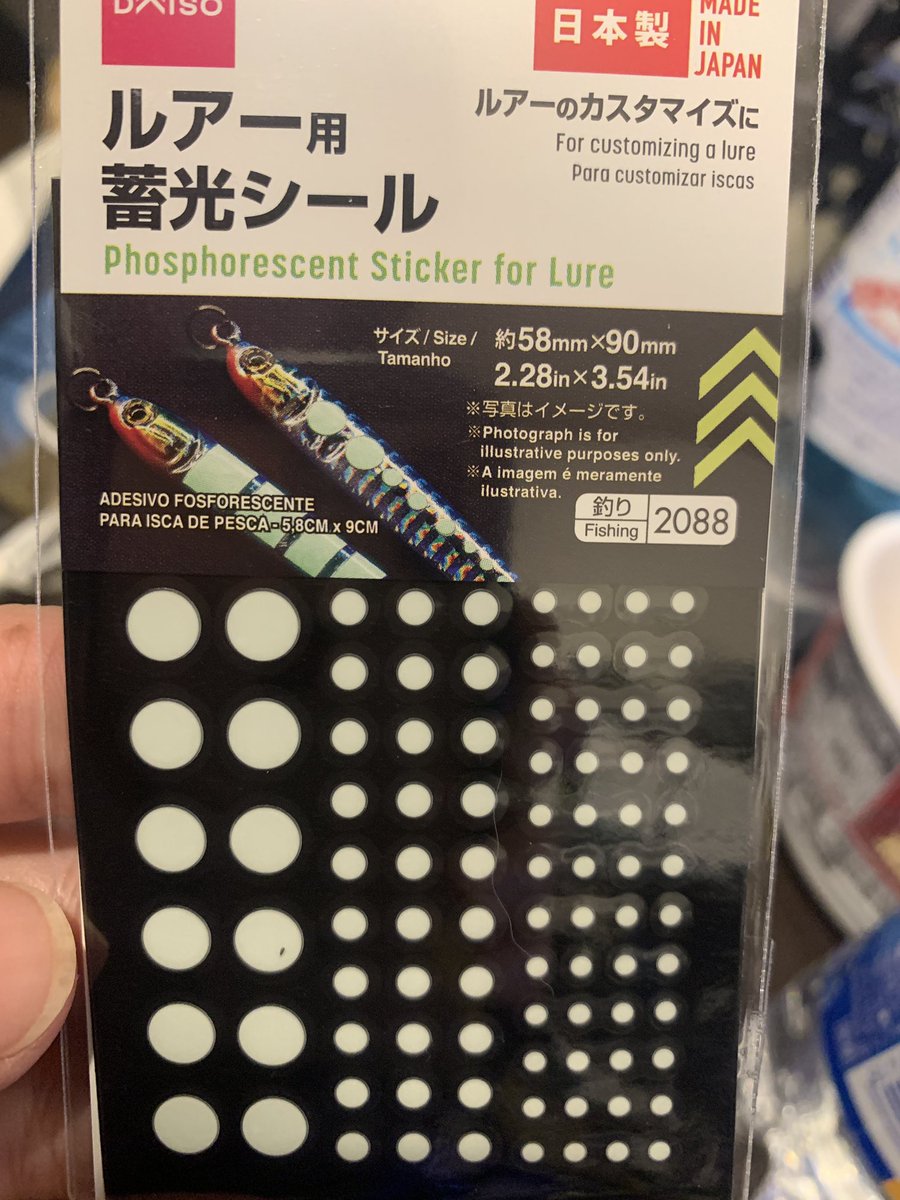 DAISO
日本製
MADE
IN
JAPAN
ルアー用
蓄光シール
Phosphorescent Sticker for Lure
ルアーのカスタマイズに
For customizing a lure
Para customizar iscas
サイズ / Size /
Tamanho
約58mm×90mm
2.28in×3.54in
※写真はイメージです。
※Photograph is for
illustrative purposes only.
※A imagem é meramente
ilustrativa.
ADESIVO FOSFORESCENTE
PARA ISCA DE PESCA - 5.8CM x 9CM
釣り
Fishing
2088